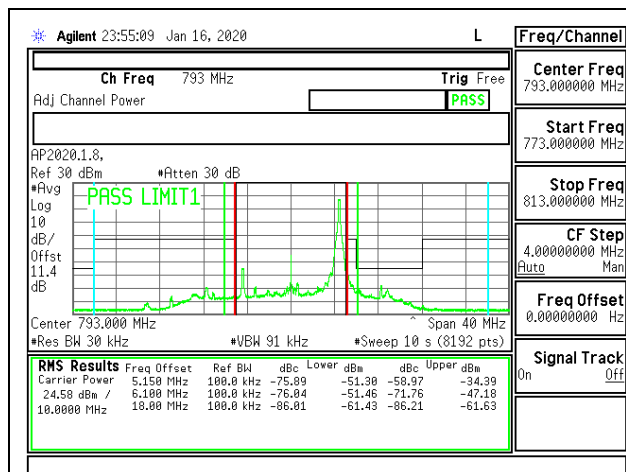 Agilent 23:55:09 Jan 16, 2020 L
Freq/Channel
Ch Freq 793 MHz Trig Free
Adj Channel Power PASS
AP2020.1.8,
Ref 30 dBm #Atten 30 dB
#Avg
Log
10
dB/
Offst
11.4
dB
PASS LIMIT1
Center 793.000 MHz ^ Span 40 MHz
#Res BW 30 kHz #VBW 91 kHz #Sweep 10 s (8192 pts)
RMS Results Freq Offset Ref BW dBc Lower dBm dBc Upper dBm
Carrier Power 5.150 MHz 100.0 kHz -75.89 -51.30 -58.97 -34.39
24.58 dBm / 6.100 MHz 100.0 kHz -76.04 -51.46 -71.76 -47.18
10.0000 MHz 18.00 MHz 100.0 kHz -86.01 -61.43 -86.21 -61.63
Center Freq
793.000000 MHz
Start Freq
773.000000 MHz
Stop Freq
813.000000 MHz
CF Step
4.00000000 MHz
Auto Man
Freq Offset
0.00000000 Hz
Signal Track
On Off